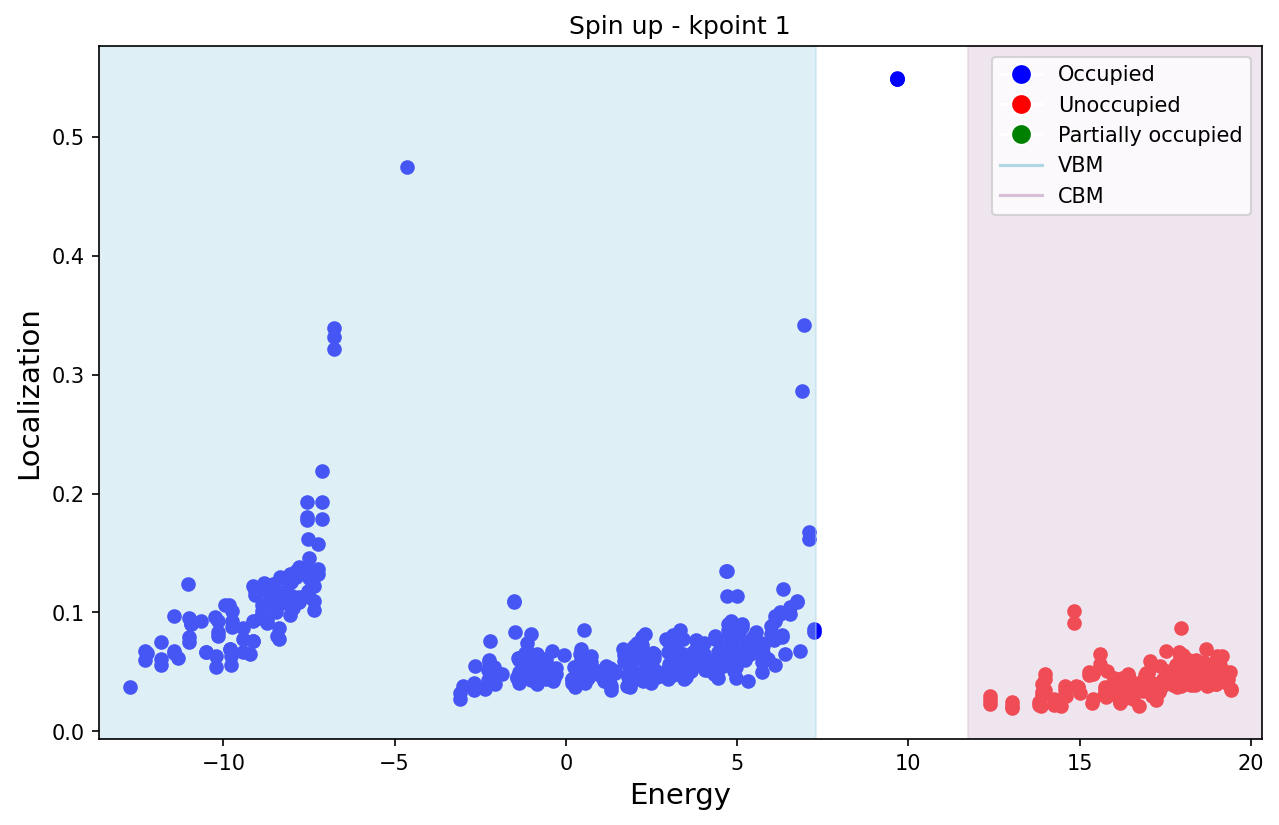 Spin up - kpoint 1
Localization
0.5
0.4
0.3
0.2
0.1
0.0
Occupied
Unoccupied
Partially occupied
VBM
CBM
−10
−5
0
5
10
15
20
Energy